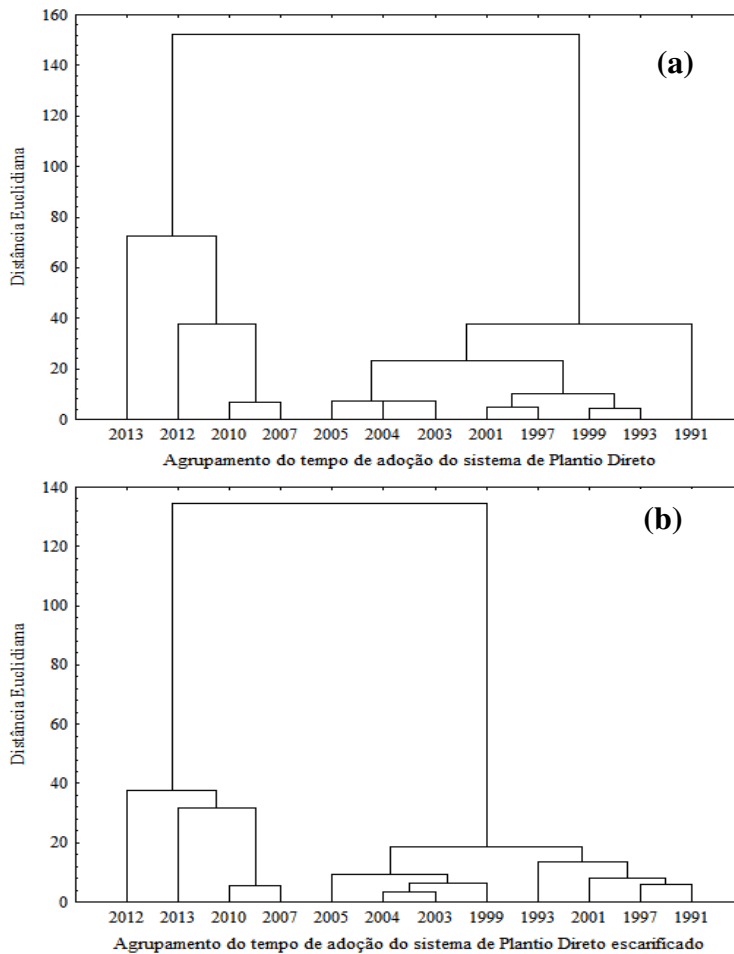 (a)
160
140
120
100
80
60
40
20
0
Distância Euclidiana
2013 2012 2010 2007 2005 2004 2003 2001 1997 1999 1993 1991
Agrupamento do tempo de adoção do sistema de Plantio Direto
(b)
140
120
100
80
60
40
20
0
Distância Euclidiana
2012 2013 2010 2007 2005 2004 2003 1999 1993 2001 1997 1991
Agrupamento do tempo de adoção do sistema de Plantio Direto escarificado